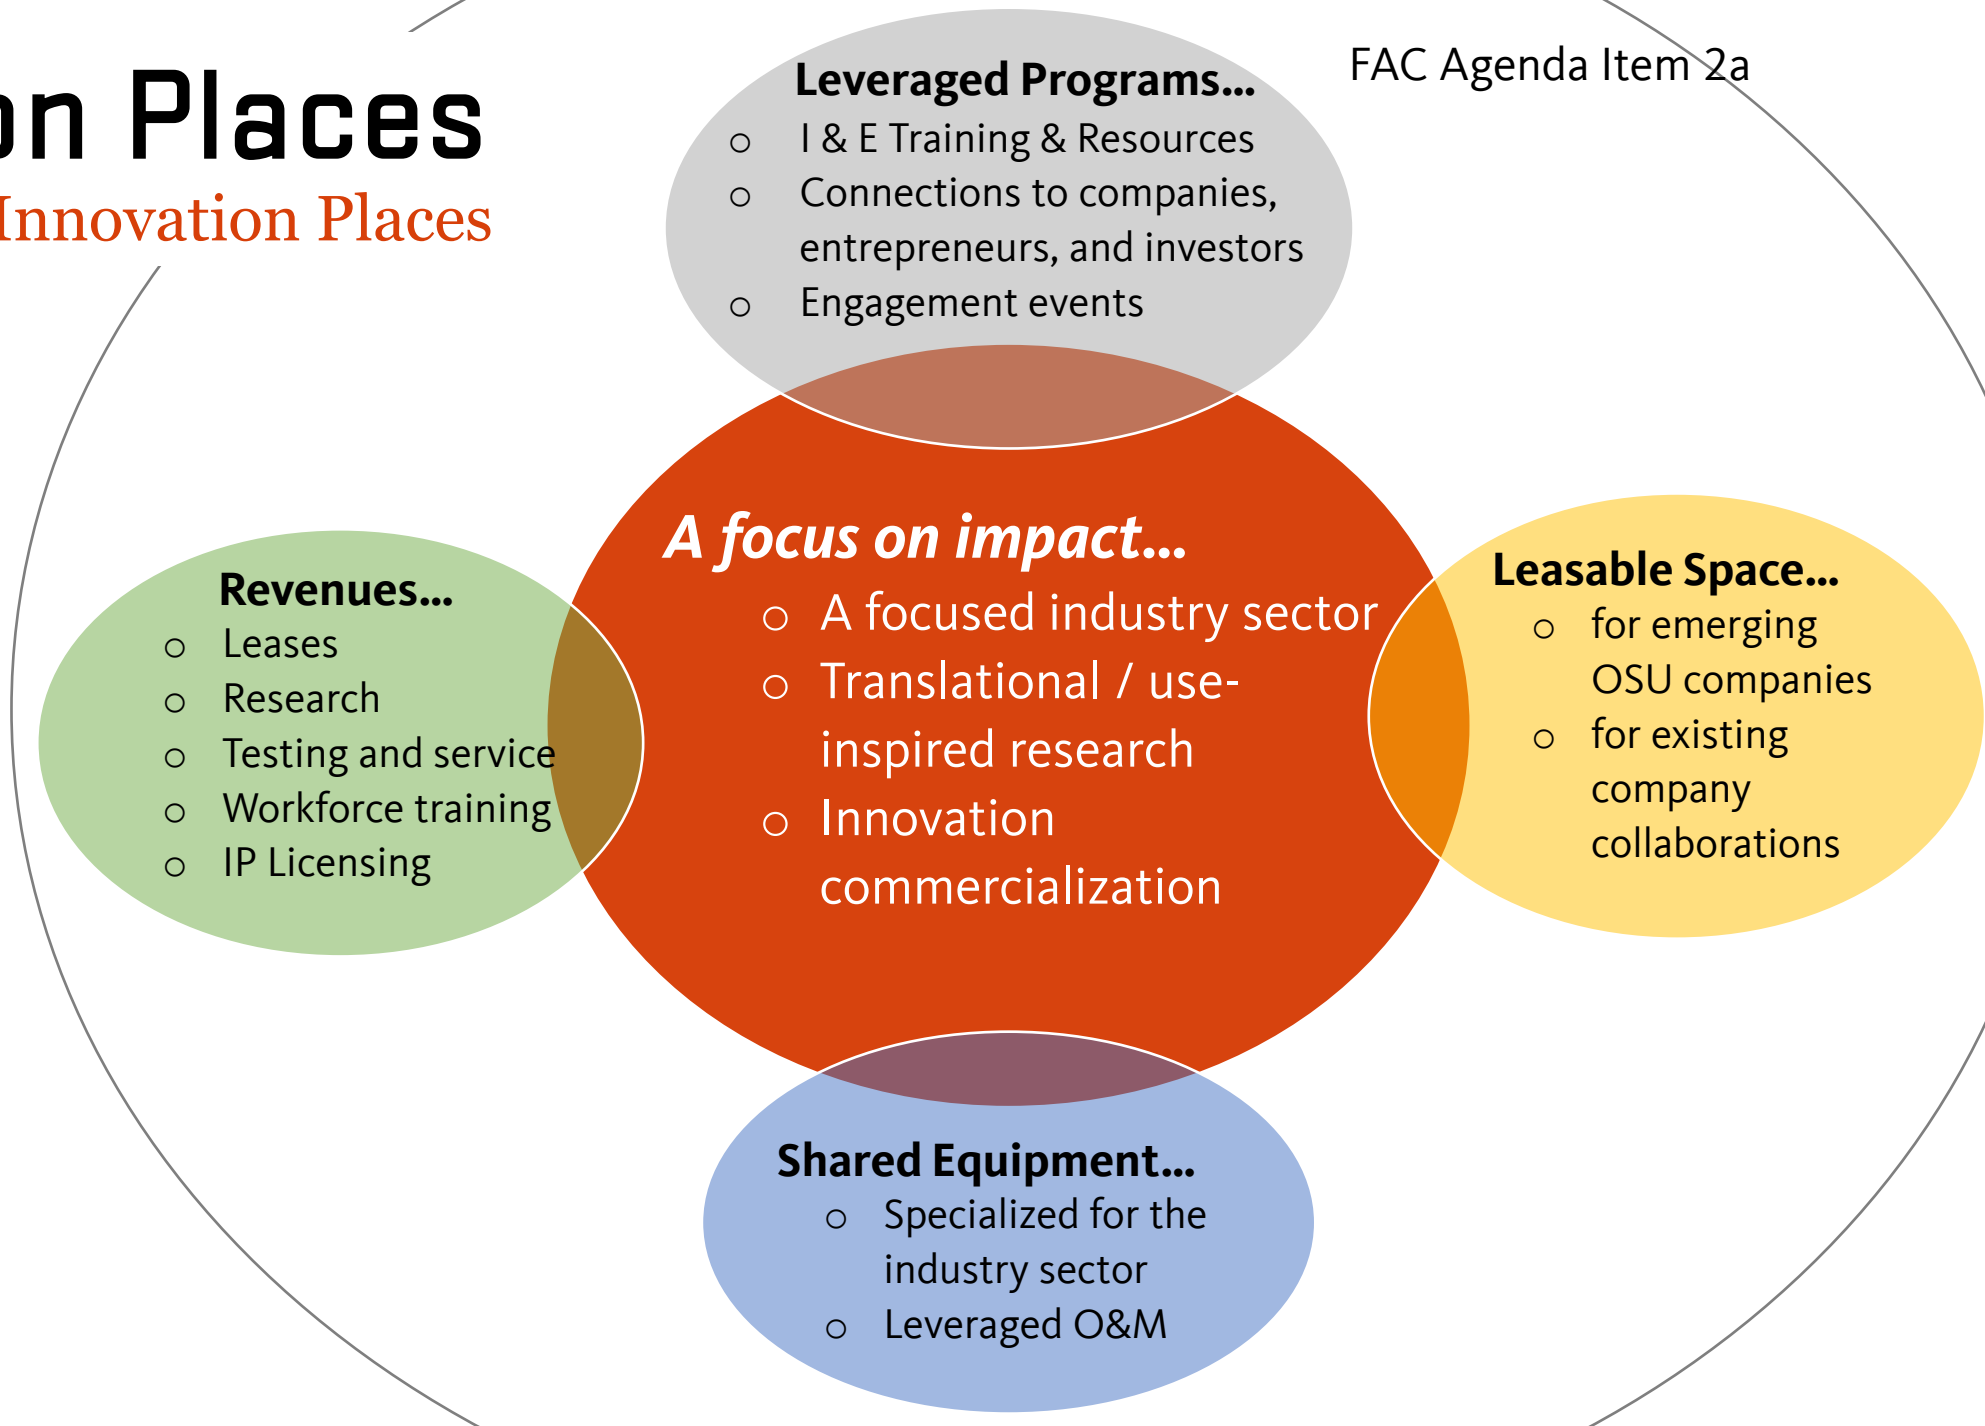 on Places
Innovation Places
FAC Agenda Item 2a
Leveraged Programs...
o I & E Training & Resources
o Connections to companies,
entrepreneurs, and investors
o Engagement events
A focus on impact...
o A focused industry sector
o Translational / use-
inspired research
o Innovation
commercialization
Revenues...
o Leases
o Research
o Testing and service
o Workforce training
o IP Licensing
Leasable Space...
o for emerging
OSU companies
o for existing
company
collaborations
Shared Equipment...
o Specialized for the
industry sector
o Leveraged O&M